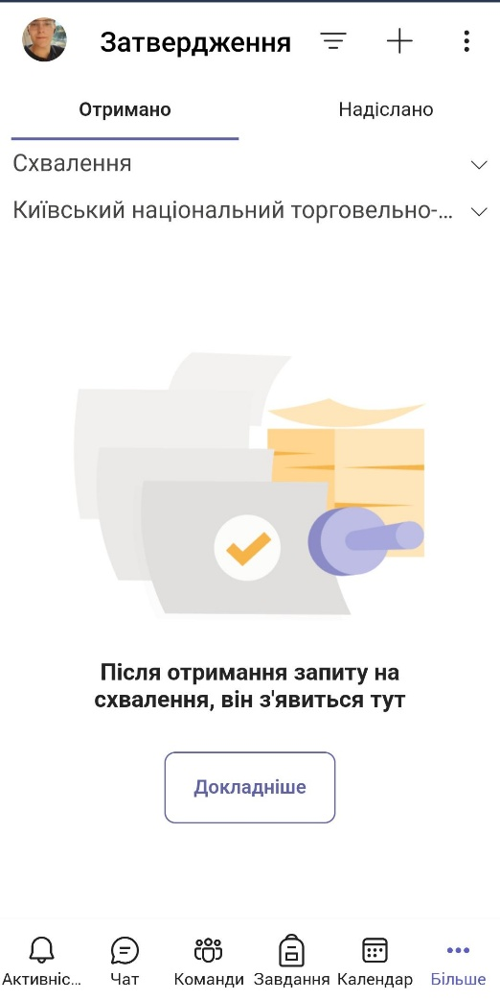 Затвердження
Отримано
Надіслано
Схвалення
Київський національний торговельно-...
Після отримання запиту на
схвалення, він з'явиться тут
Докладніше
Активніс...
Чат
Команди
Завдання
Календар
Більше